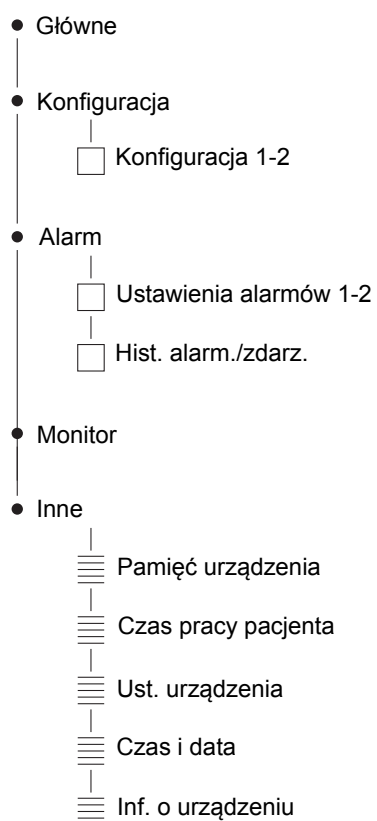 Główne
Konfiguracja
Konfiguracja 1-2
Alarm
Ustawienia alarmów 1-2
Hist. alarm./zdarz.
Monitor
Inne
Pamięć urządzenia
Czas pracy pacjenta
Ust. urządzenia
Czas i data
Inf. o urządzeniu